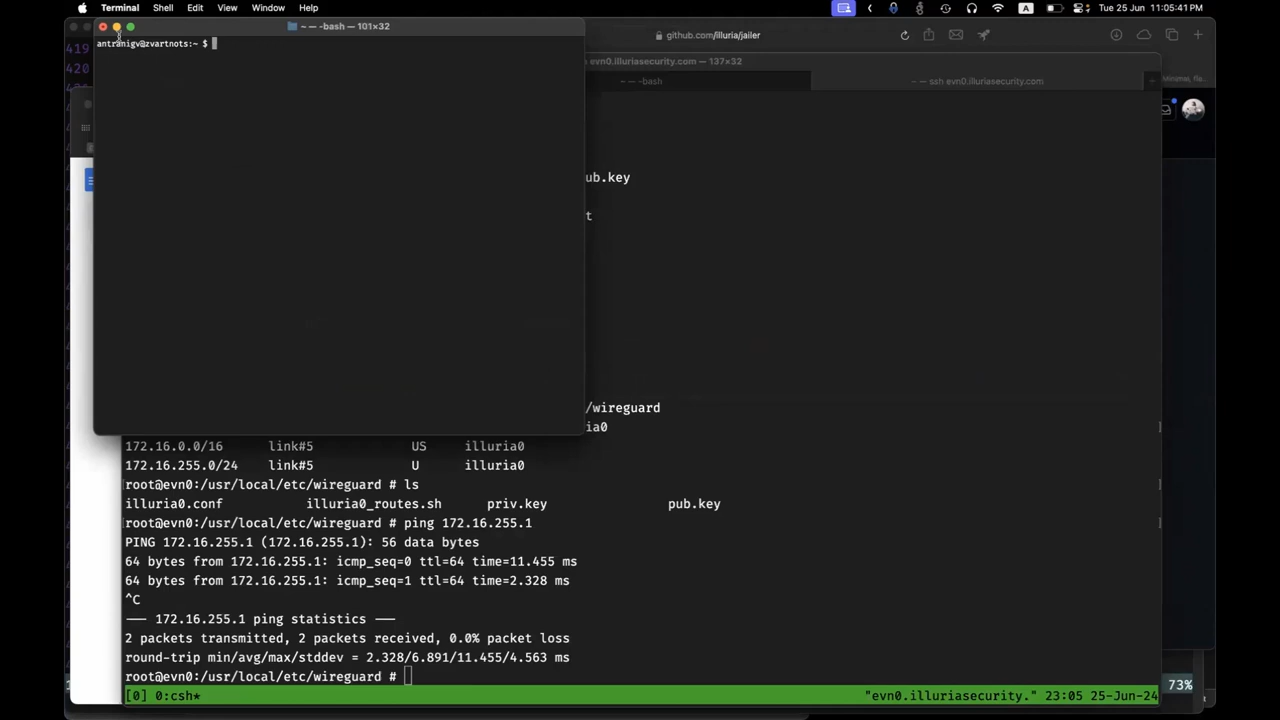 Terminal Shell Edit View Window Help
Tue 25 Jun 11:05:41 PM
~ — -bash — 101×32
github.com/illuria/jailer
419
420
antranigv@zvartnots:~ $
evn0.illuriasecurity.com — 137×32
~ — -bash
~ — ssh evn0.illuriasecurity.com
ub.key
t
/wireguard
ia0
172.16.0.0/16 link#5 US illuria0
172.16.255.0/24 link#5 U illuria0
root@evn0:/usr/local/etc/wireguard # ls
illuria0.conf illuria0_routes.sh priv.key pub.key
root@evn0:/usr/local/etc/wireguard # ping 172.16.255.1
PING 172.16.255.1 (172.16.255.1): 56 data bytes
64 bytes from 172.16.255.1: icmp_seq=0 ttl=64 time=11.455 ms
64 bytes from 172.16.255.1: icmp_seq=1 ttl=64 time=2.328 ms
^C
--- 172.16.255.1 ping statistics ---
2 packets transmitted, 2 packets received, 0.0% packet loss
round-trip min/avg/max/stddev = 2.328/6.891/11.455/4.563 ms
root@evn0:/usr/local/etc/wireguard #
[0] 0:csh* "evn0.illuriasecurity." 23:05 25-Jun-24
73%